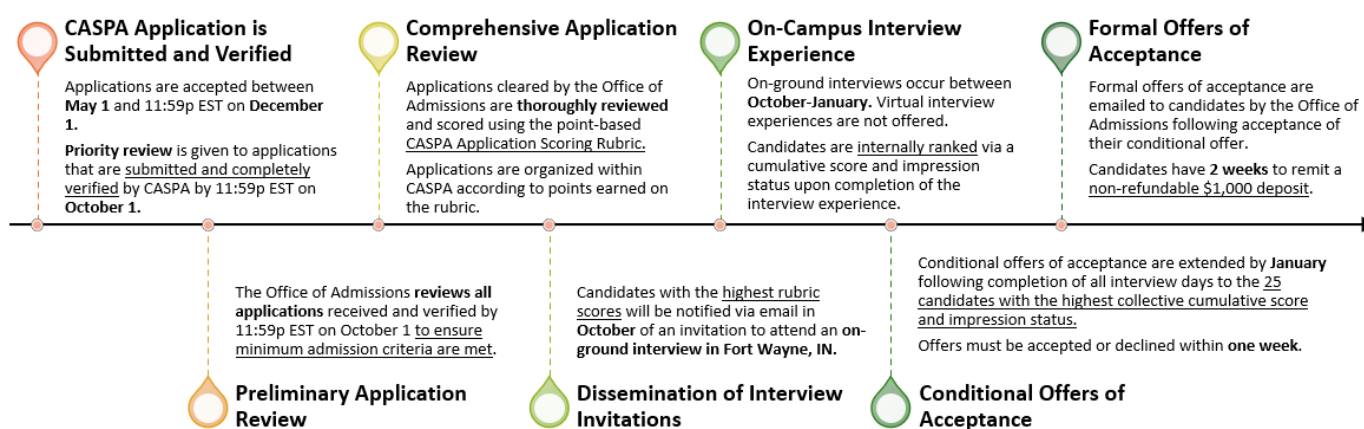 CASPA Application is
Submitted and Verified
Applications are accepted between
May 1 and 11:59p EST on December
1.
Priority review is given to applications
that are submitted and completely
verified by CASPA by 11:59p EST on
October 1.
The Office of Admissions reviews all
applications received and verified by
11:59p EST on October 1 to ensure
minimum admission criteria are met.
Preliminary Application
Review
Comprehensive Application
Review
Applications cleared by the Office of
Admissions are thoroughly reviewed
and scored using the point-based
CASPA Application Scoring Rubric.
Applications are organized within
CASPA according to points earned on
the rubric.
Candidates with the highest rubric
scores will be notified via email in
October of an invitation to attend an on-
ground interview in Fort Wayne, IN.
Dissemination of Interview
Invitations
On-Campus Interview
Experience
On-ground interviews occur between
October-January. Virtual interview
experiences are not offered.
Candidates are internally ranked via a
cumulative score and impression
status upon completion of the
interview experience.
Conditional offers of acceptance are extended by January
following completion of all interview days to the 25
candidates with the highest collective cumulative score
and impression status.
Offers must be accepted or declined within one week.
Conditional Offers of
Acceptance
Formal Offers of
Acceptance
Formal offers of acceptance are
emailed to candidates by the Office of
Admissions following acceptance of
their conditional offer.
Candidates have 2 weeks to remit a
non-refundable $1,000 deposit.